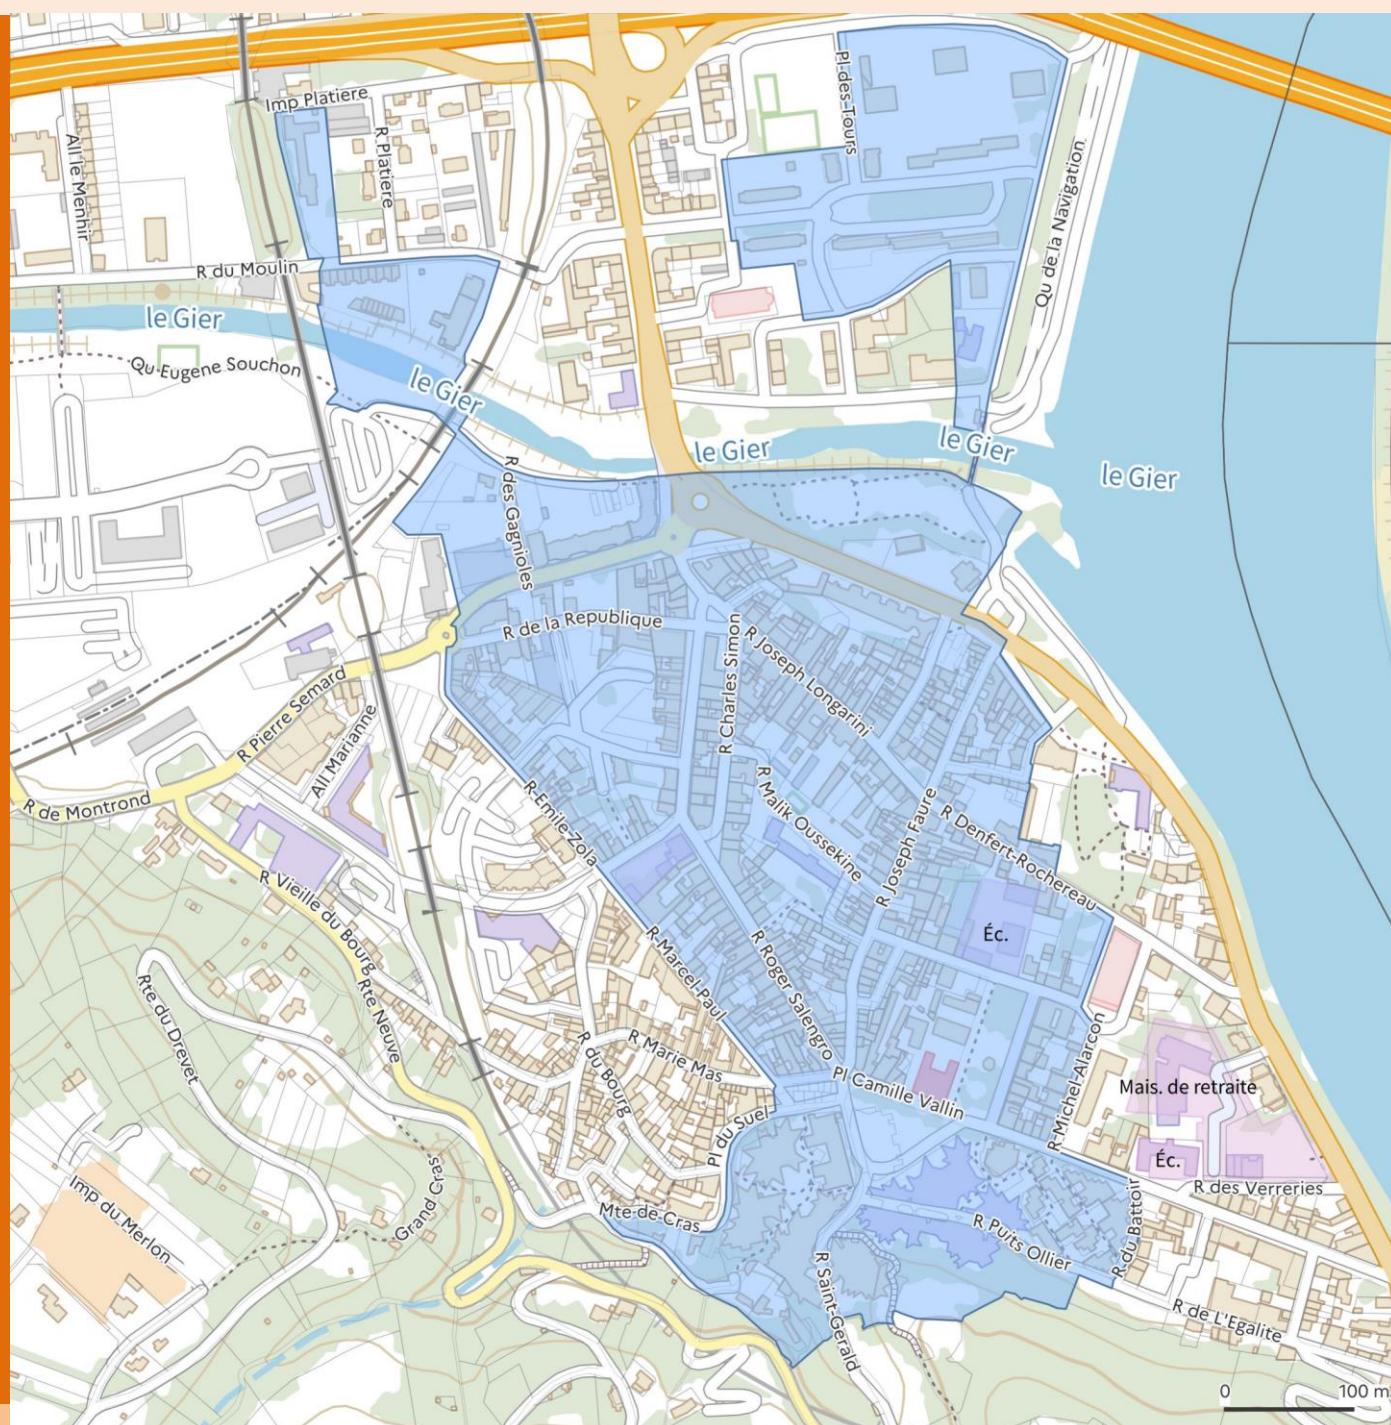 Imp Platiere
Pl des Tours
All le Menhir
R Platiere
Qu de la Navigation
R du Moulin
le Gier
Qu Eugene Souchon
le Gier
le Gier
le Gier
le Gier
R des Gagnioles
R de la Republique
R Charles Simon
R Joseph Longarini
R Pierre Semard
All Marianne
R de Montrond
R Emile Zola
R Malik Oussekine
R Joseph Faure
R Denfert-Rochereau
R Vieille du Bourg
Éc.
R Marcel Paul
R Roger Salengro
Rte du Drevet
Rte Neuve
R du Bourg
R Marie Mas
Pl Camille Vallin
R Michel Alarçon
Mais. de retraite
Pl du Suel
Éc.
R des Verreries
Imp du Merlon
Grand Cras
Mte de Cras
R Puits Ollier
R du Battoir
R Saint-Gerald
R de L'Egalite
0 100 m